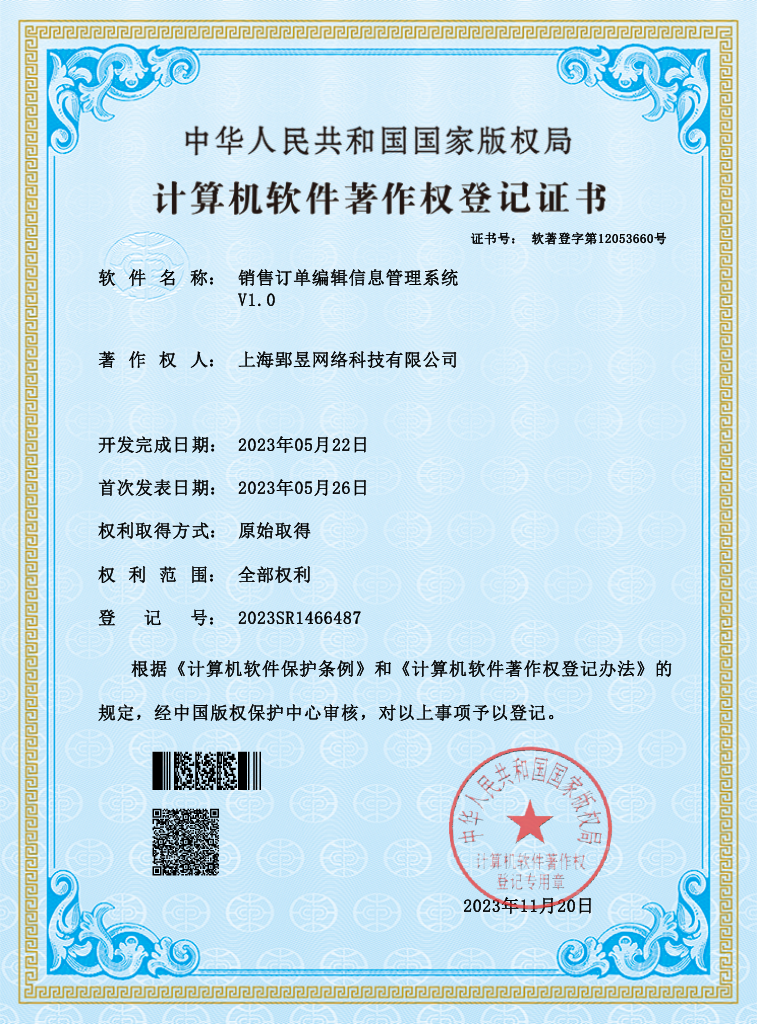 中华人民共和国国家版权局
计算机软件著作权登记证书
证书号： 软著登字第12053660号
软件名称： 销售订单编辑信息管理系统
V1.0
著作权人： 上海郢昱网络科技有限公司
开发完成日期： 2023年05月22日
首次发表日期： 2023年05月26日
权利取得方式： 原始取得
权利范围： 全部权利
登记号： 2023SR1466487
根据《计算机软件保护条例》和《计算机软件著作权登记办法》的
规定，经中国版权保护中心审核，对以上事项予以登记。
中华人民共和国国家版权局
计算机软件著作权
登记专用章
2023年11月20日